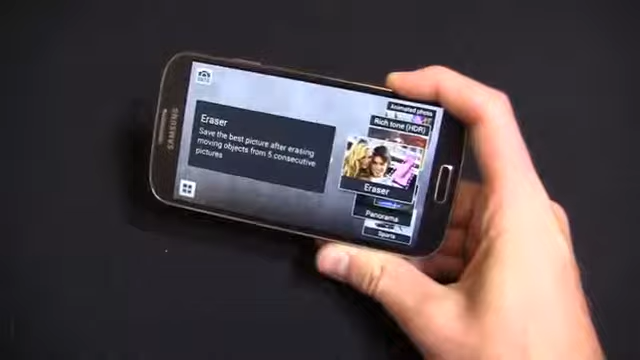 SAMSUNG
AUTO
Eraser
Save the best picture after erasing
moving objects from 5 consecutive
pictures
Animated photo
Rich tone (HDR)
Eraser
Panorama
Sports